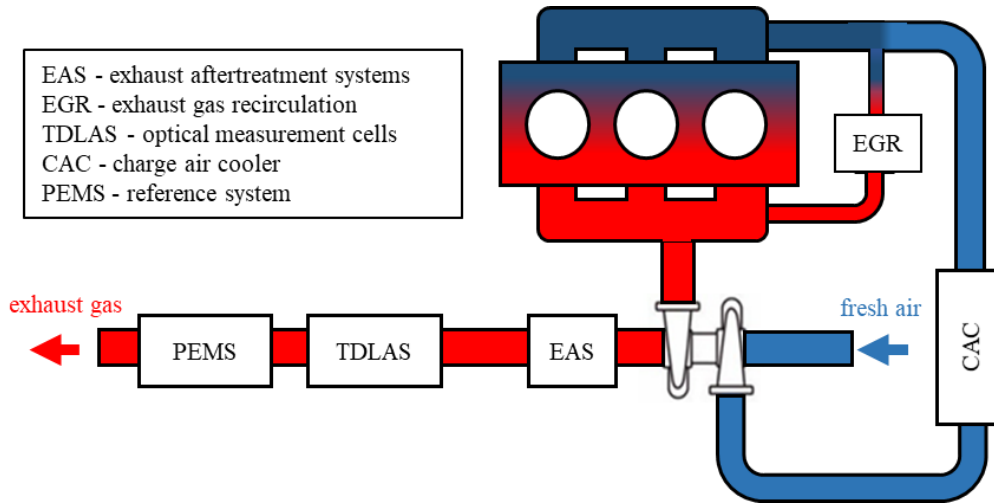 EAS - exhaust aftertreatment systems
EGR - exhaust gas recirculation
TDLAS - optical measurement cells
CAC - charge air cooler
PEMS - reference system
EGR
exhaust gas
fresh air
PEMS
TDLAS
EAS
CAC